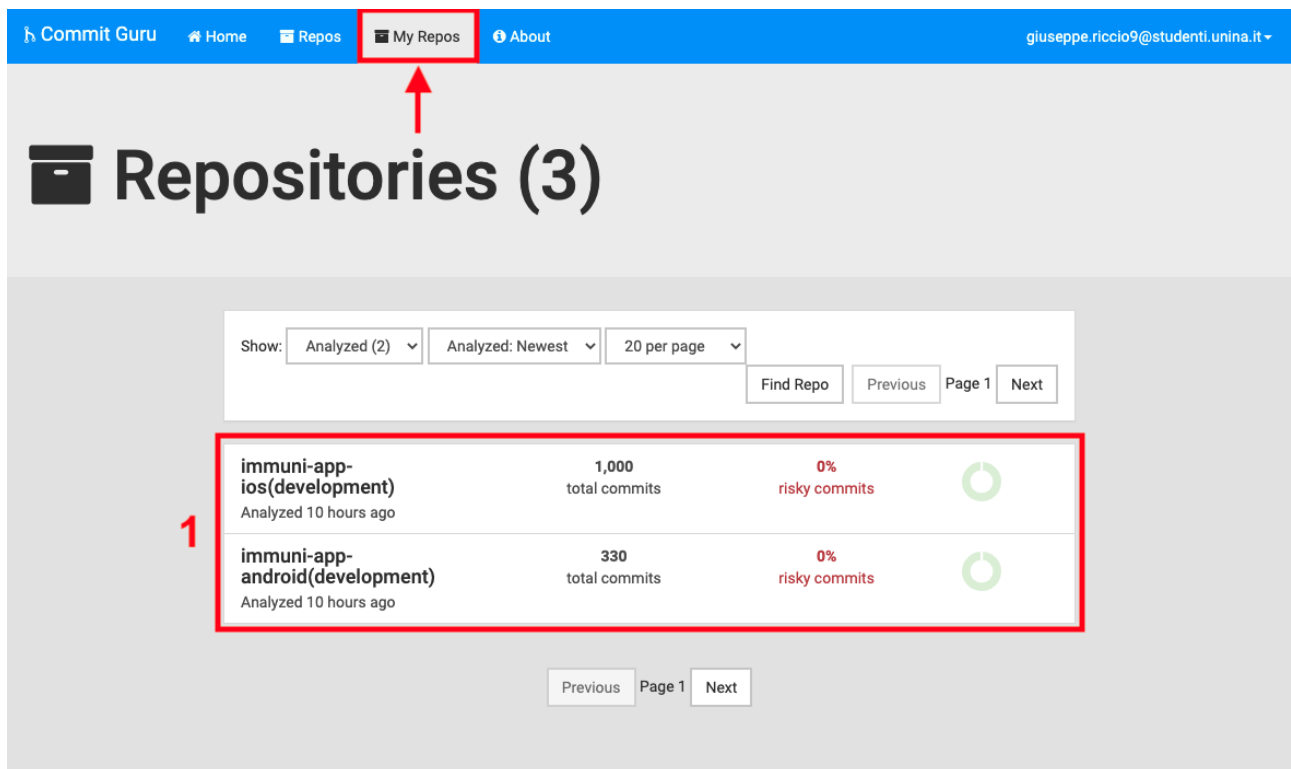 Commit Guru Home Repos My Repos About giuseppe.riccio9@studenti.unina.it
Repositories (3)
Show: Analyzed (2) Analyzed: Newest 20 per page
Find Repo Previous Page 1 Next
1
immuni-app-
ios(development)
Analyzed 10 hours ago
1,000
total commits
0%
risky commits
immuni-app-
android(development)
Analyzed 10 hours ago
330
total commits
0%
risky commits
Previous Page 1 Next